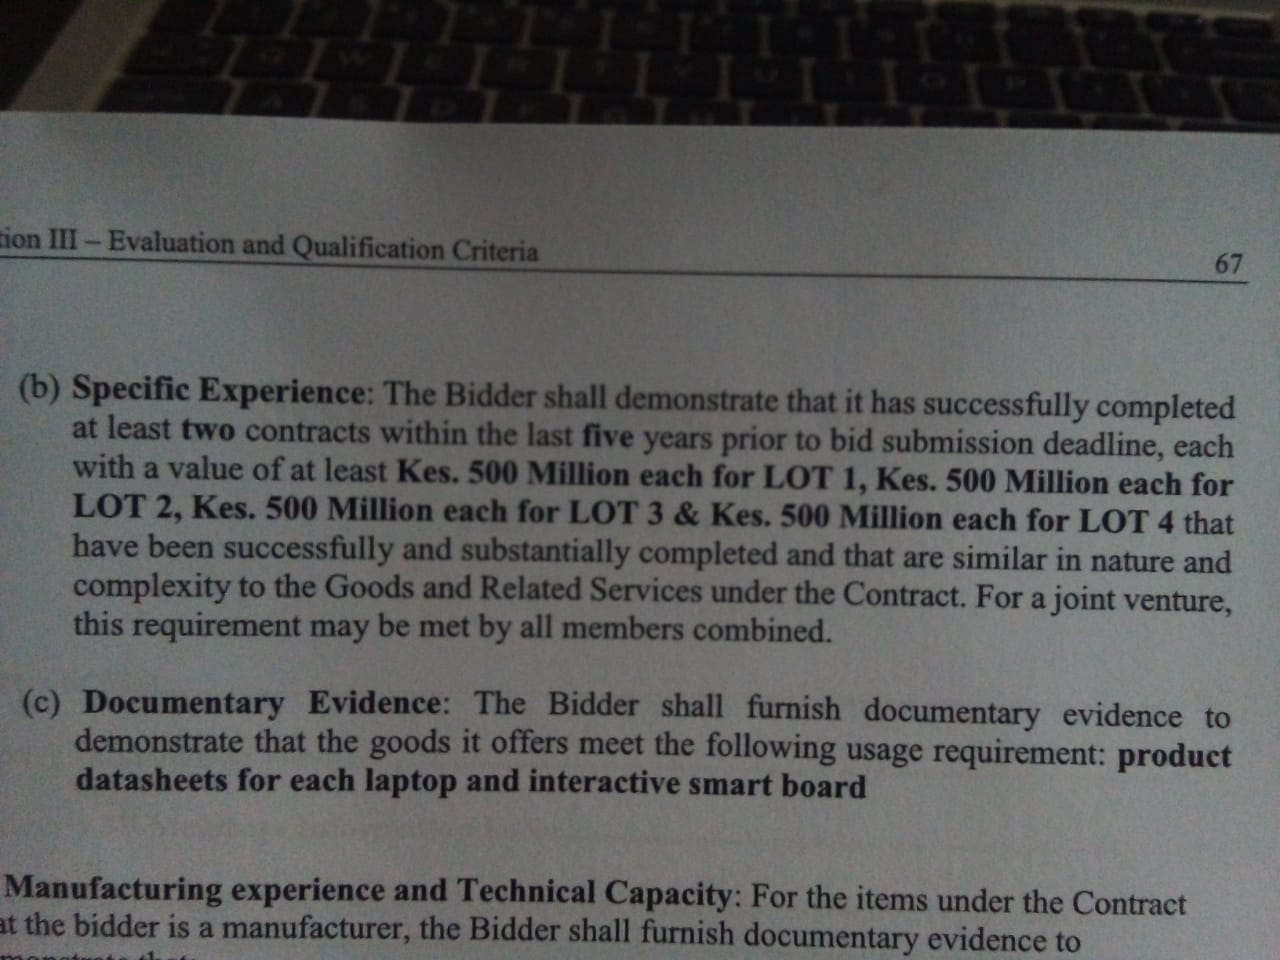 III – Evaluation and Qualification Criteria
67
(b) Specific Experience: The Bidder shall demonstrate that it has successfully completed
at least two contracts within the last five years prior to bid submission deadline, each
with a value of at least Kes. 500 Million each for LOT 1, Kes. 500 Million each for
LOT 2, Kes. 500 Million each for LOT 3 & Kes. 500 Million each for LOT 4 that
have been successfully and substantially completed and that are similar in nature and
complexity to the Goods and Related Services under the Contract. For a joint venture,
this requirement may be met by all members combined.
(c) Documentary Evidence: The Bidder shall furnish documentary evidence to
demonstrate that the goods it offers meet the following usage requirement: product
datasheets for each laptop and interactive smart board
Manufacturing experience and Technical Capacity: For the items under the Contract
the bidder is a manufacturer, the Bidder shall furnish documentary evidence to